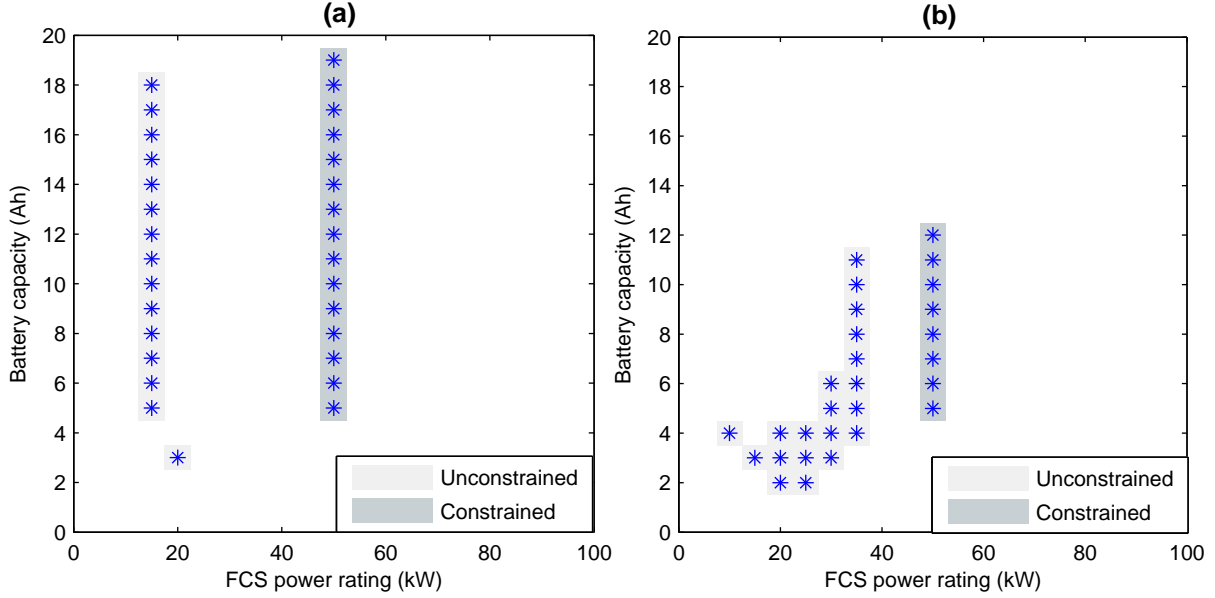 (a)
20
18
16
14
12
10
8
6
4
2
0
Battery capacity (Ah)
0 20 40 60 80 100
FCS power rating (kW)
Unconstrained
Constrained
(b)
20
18
16
14
12
10
8
6
4
2
0
Battery capacity (Ah)
0 20 40 60 80 100
FCS power rating (kW)
Unconstrained
Constrained